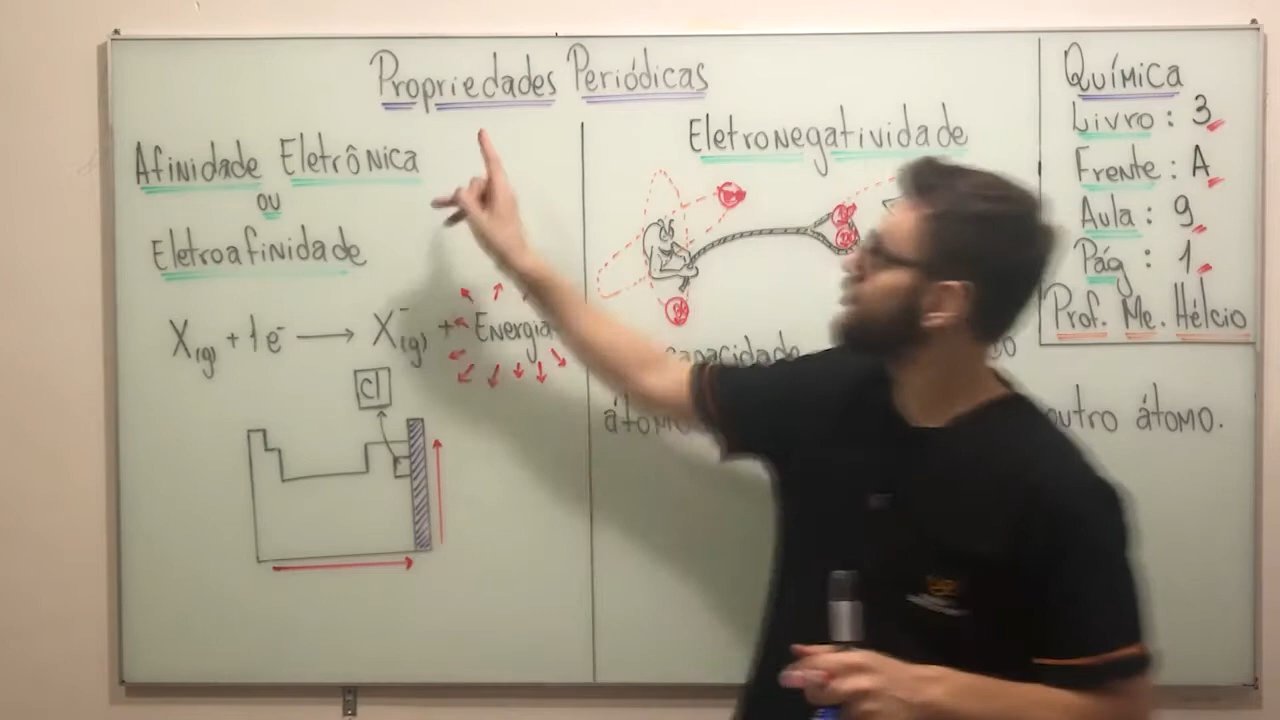 Propriedades Periódicas
Afinidade Eletrônica
ou
Eletroafinidade
X(g) + 1e⁻ → X⁻(g) + Energia
Cl
Eletronegatividade
capacidade
outro átomo.
Química
Livro: 3
Frente: A
Aula: 9
Pág: 1
Prof. Me. Hélcio